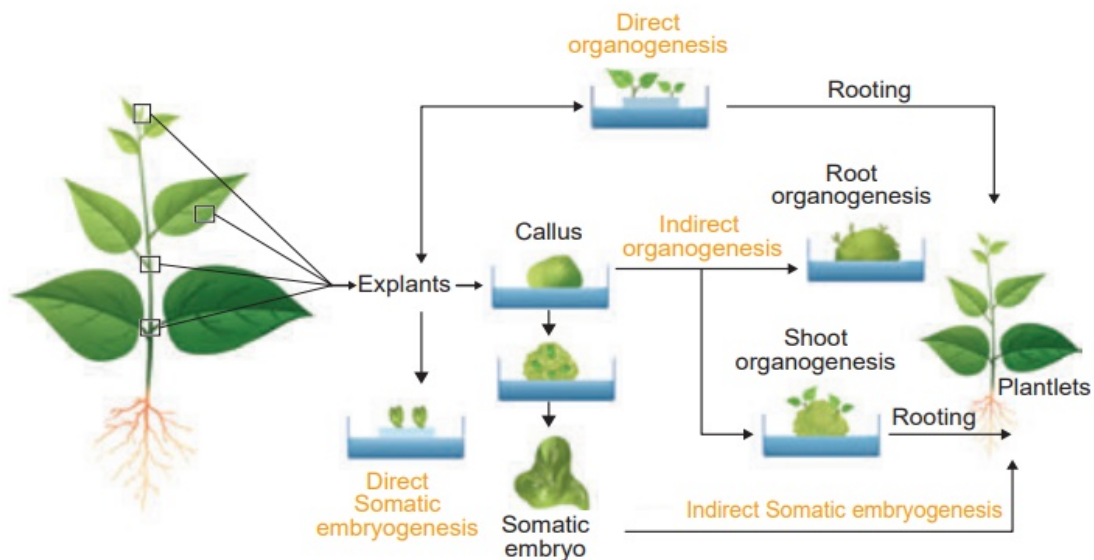 Direct
organogenesis
Rooting
Root
organogenesis
Callus
Indirect
organogenesis
Explants
Shoot
organogenesis
Plantlets
Rooting
Direct
Somatic
embryogenesis
Somatic
embryo
Indirect Somatic embryogenesis